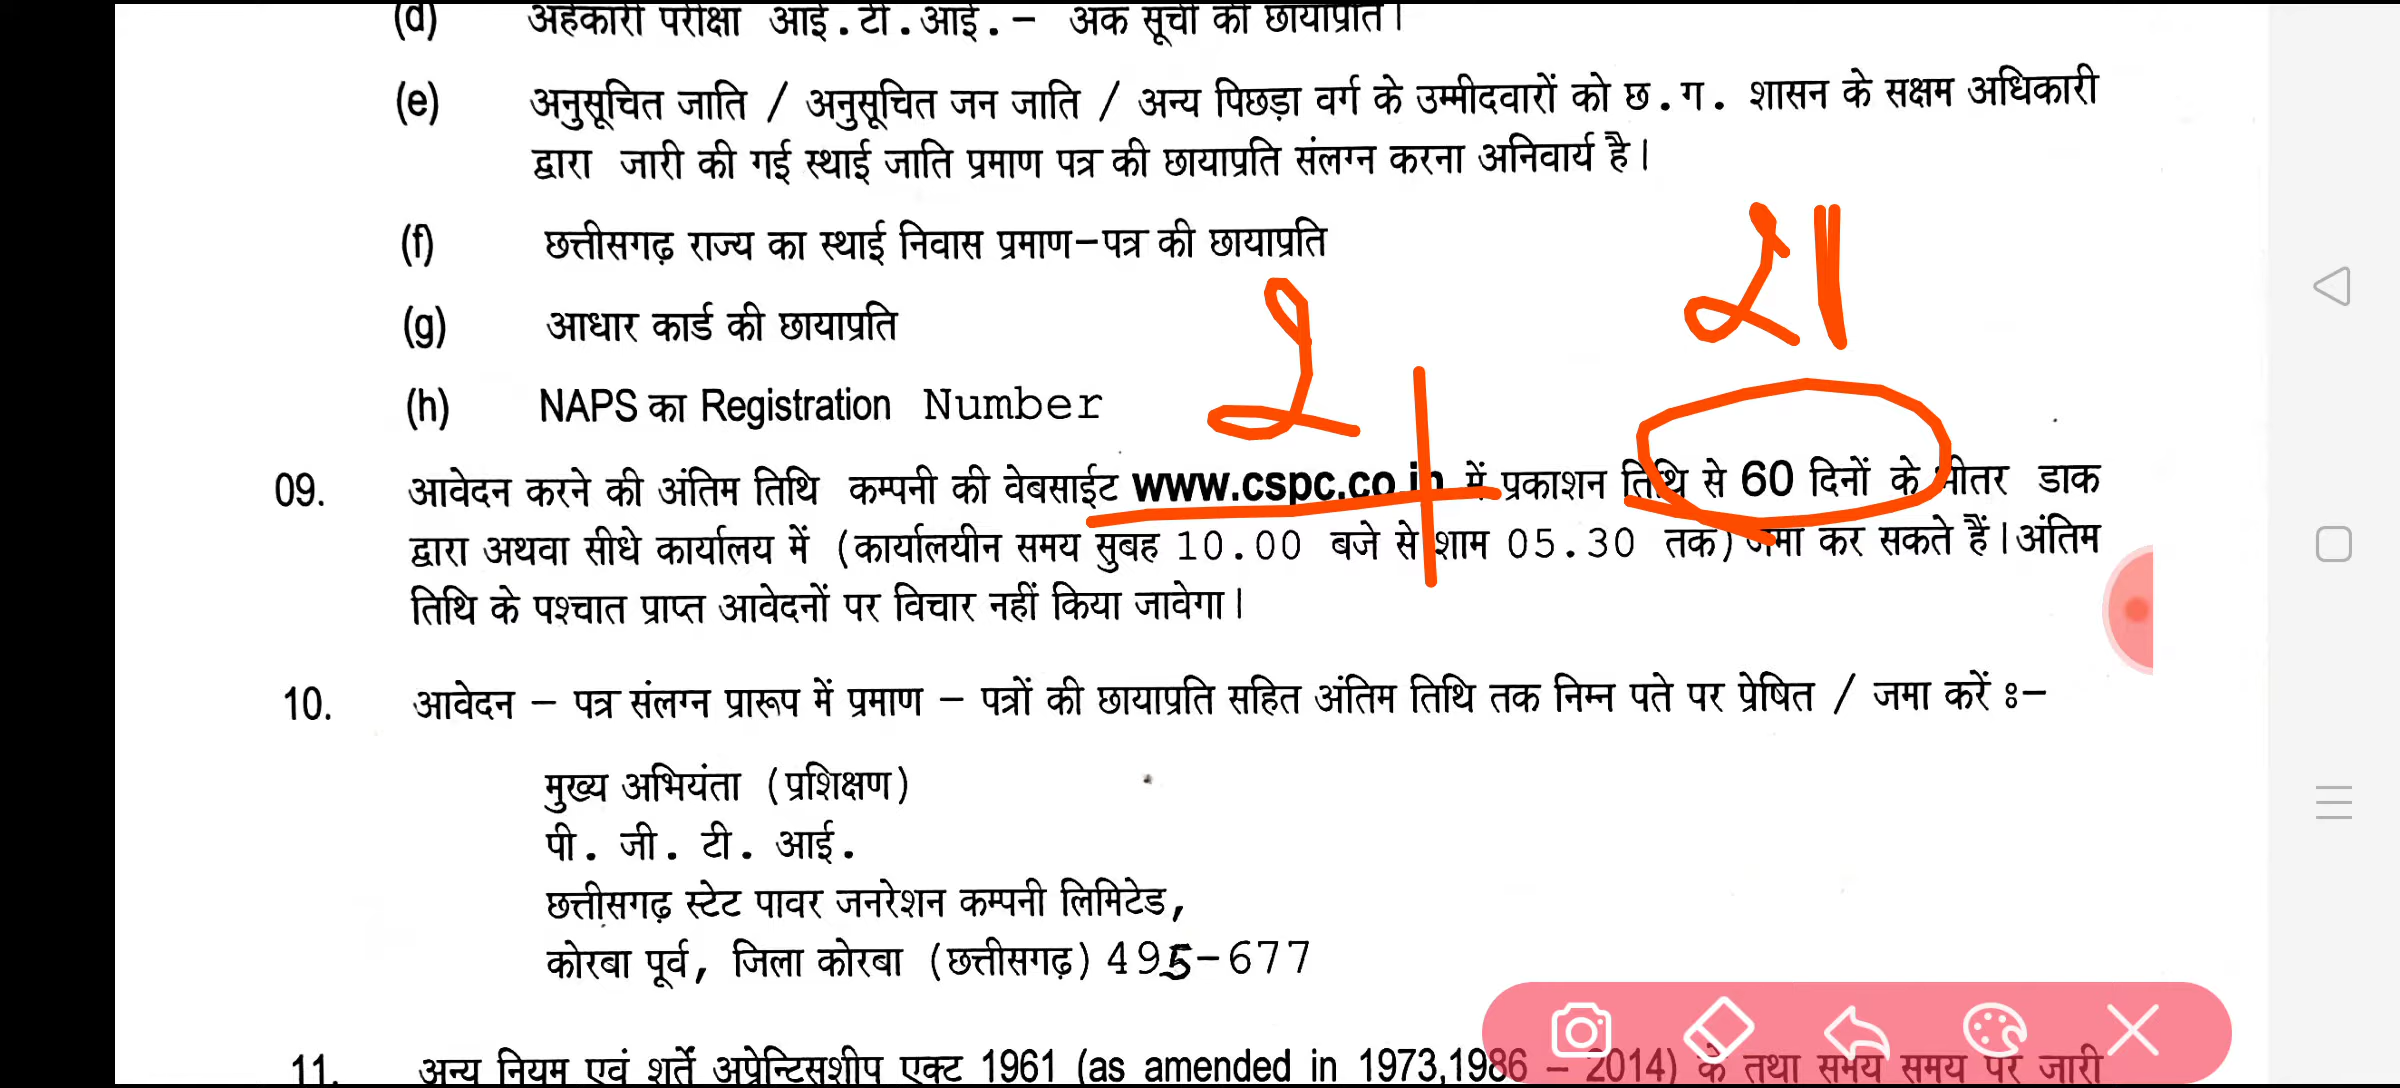 (d) अर्हकारी परीक्षा आई.टी.आई.- अंक सूची की छायाप्रति।
(e) अनुसूचित जाति / अनुसूचित जन जाति / अन्य पिछड़ा वर्ग के उम्मीदवारों को छ.ग. शासन के सक्षम अधिकारी
द्वारा जारी की गई स्थाई जाति प्रमाण पत्र की छायाप्रति संलग्न करना अनिवार्य है।
(f) छत्तीसगढ़ राज्य का स्थाई निवास प्रमाण-पत्र की छायाप्रति
21
(g) आधार कार्ड की छायाप्रति
2
(h) NAPS का Registration Number
09. आवेदन करने की अंतिम तिथि कम्पनी की वेबसाईट www.cspc.co.in में प्रकाशन तिथि से 60 दिनों के भीतर डाक
द्वारा अथवा सीधे कार्यालय में (कार्यालयीन समय सुबह 10.00 बजे से शाम 05.30 तक) जमा कर सकते हैं।अंतिम
तिथि के पश्चात प्राप्त आवेदनों पर विचार नहीं किया जावेगा।
10. आवेदन – पत्र संलग्न प्रारूप में प्रमाण – पत्रों की छायाप्रति सहित अंतिम तिथि तक निम्न पते पर प्रेषित / जमा करें ः–
मुख्य अभियंता (प्रशिक्षण)
पी. जी. टी. आई.
छत्तीसगढ़ स्टेट पावर जनरेशन कम्पनी लिमिटेड,
कोरबा पूर्व, जिला कोरबा (छत्तीसगढ़) 495-677
11. अन्य नियम एवं शर्तें अप्रेन्टिसशीप एक्ट 1961 (as amended in 1973,1986 – 2014) के तथा समय समय पर जारी